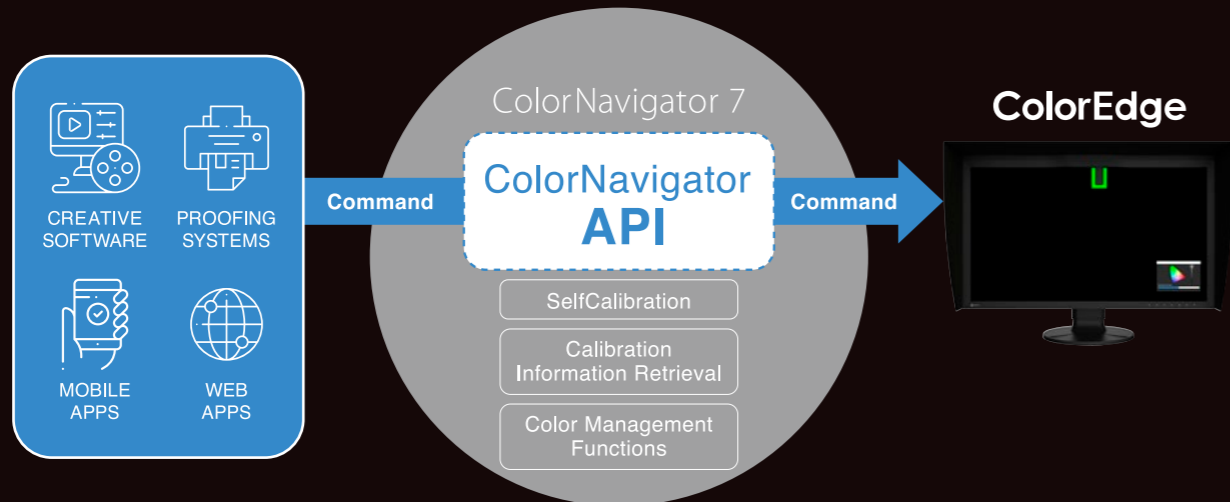 ColorNavigator 7
ColorEdge
CREATIVE
SOFTWARE
PROOFING
SYSTEMS
MOBILE
APPS
WEB
APPS
Command
ColorNavigator
API
Command
SelfCalibration
Calibration
Information Retrieval
Color Management
Functions